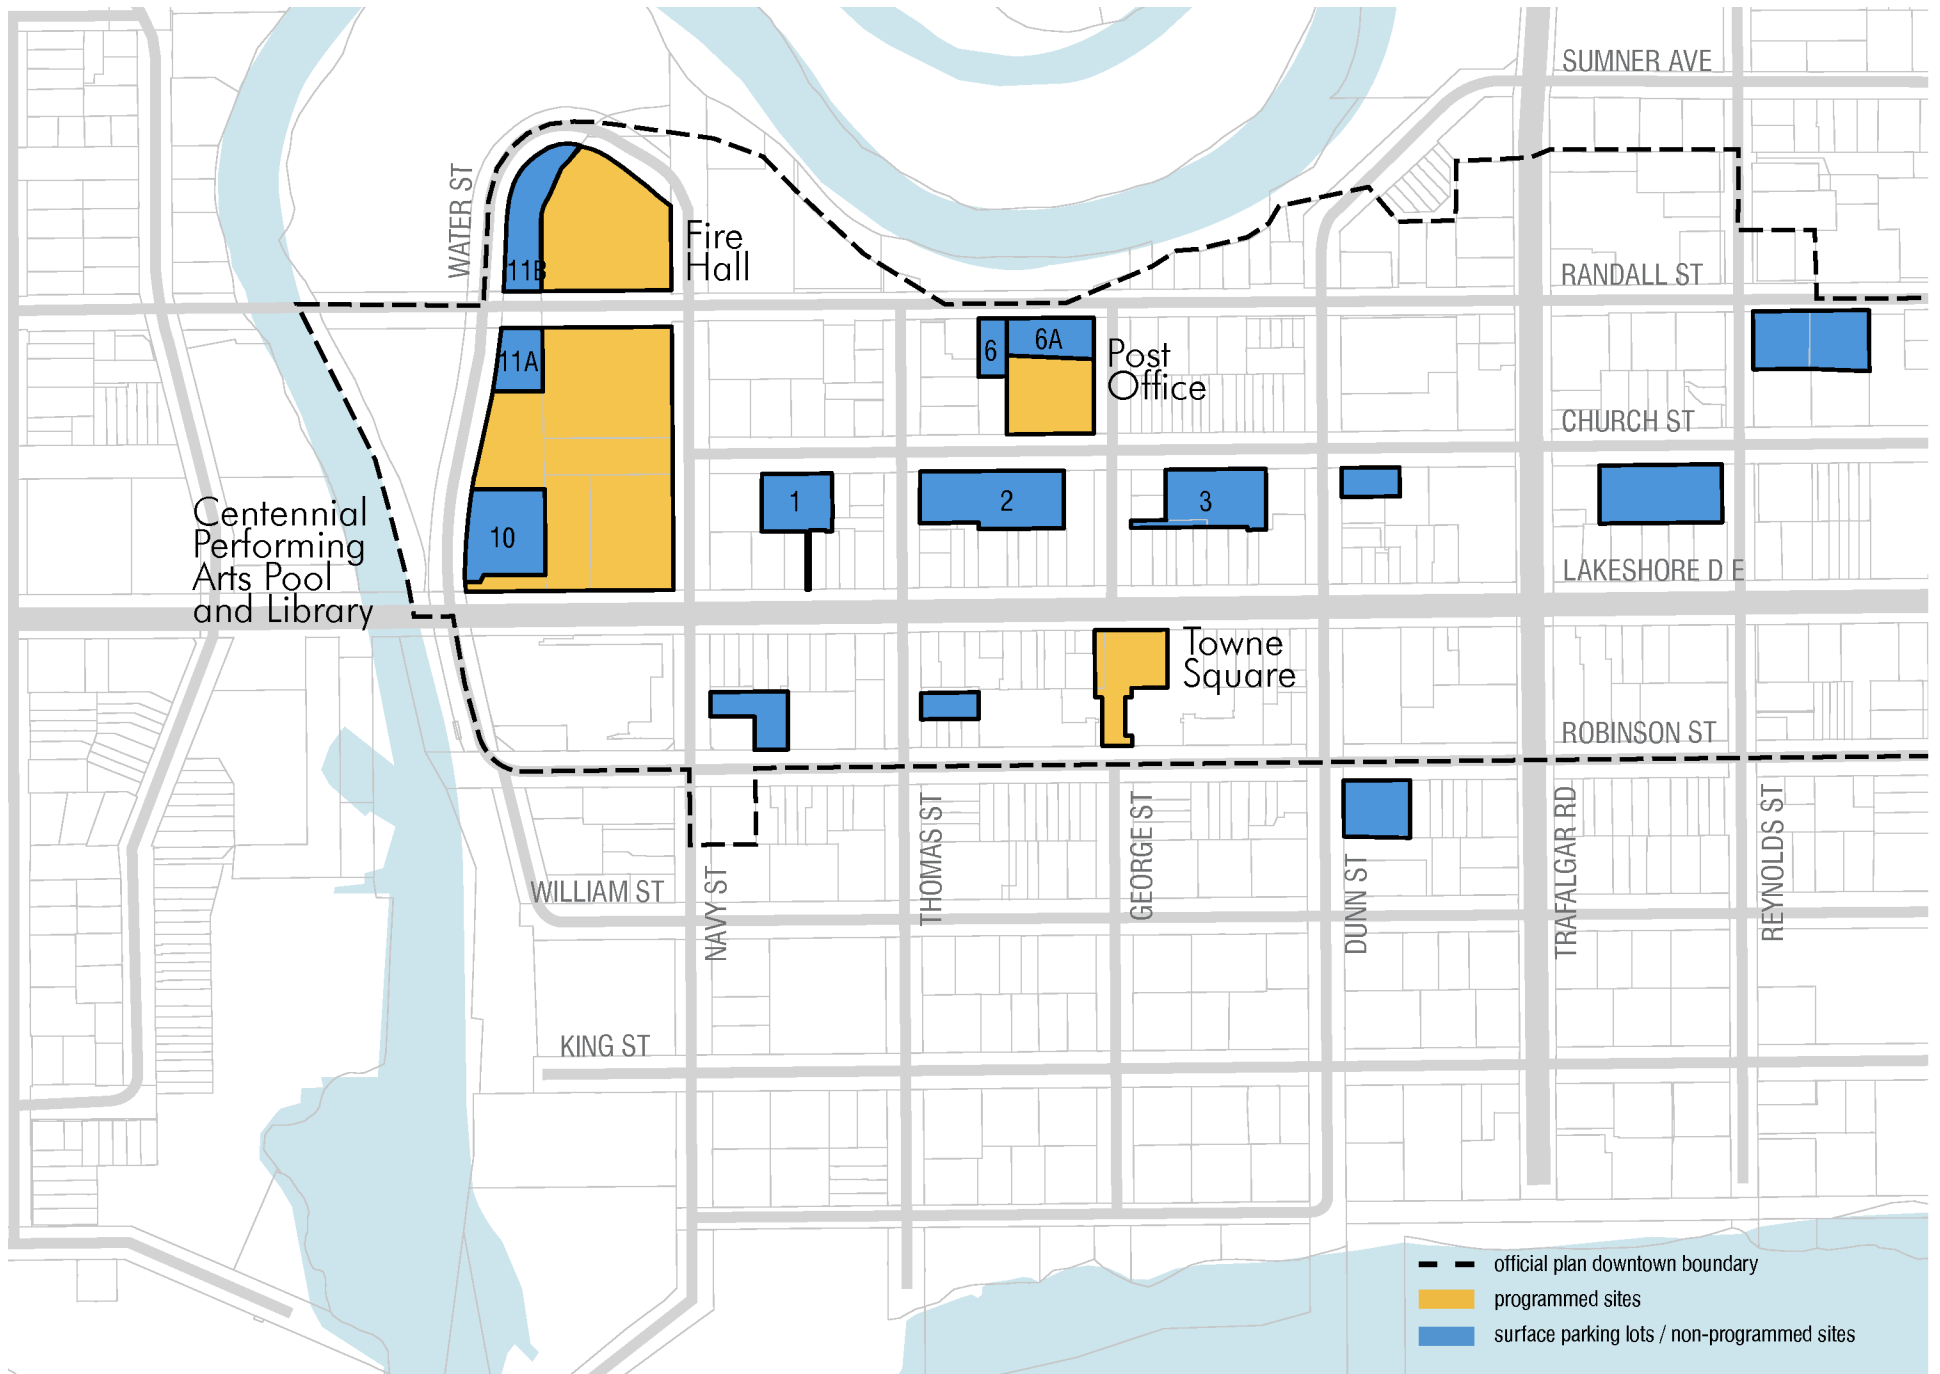 SUMNER AVE
WATER ST
Fire
Hall
11B
RANDALL ST
11A
6
6A
Post
Office
CHURCH ST
Centennial
Performing
Arts Pool
and Library
10
1
2
3
LAKESHORE D E
Towne
Square
ROBINSON ST
WILLIAM ST
NAVY ST
THOMAS ST
GEORGE ST
DUNN ST
TRAFALGAR RD
REYNOLDS ST
KING ST
official plan downtown boundary
programmed sites
surface parking lots / non-programmed sites